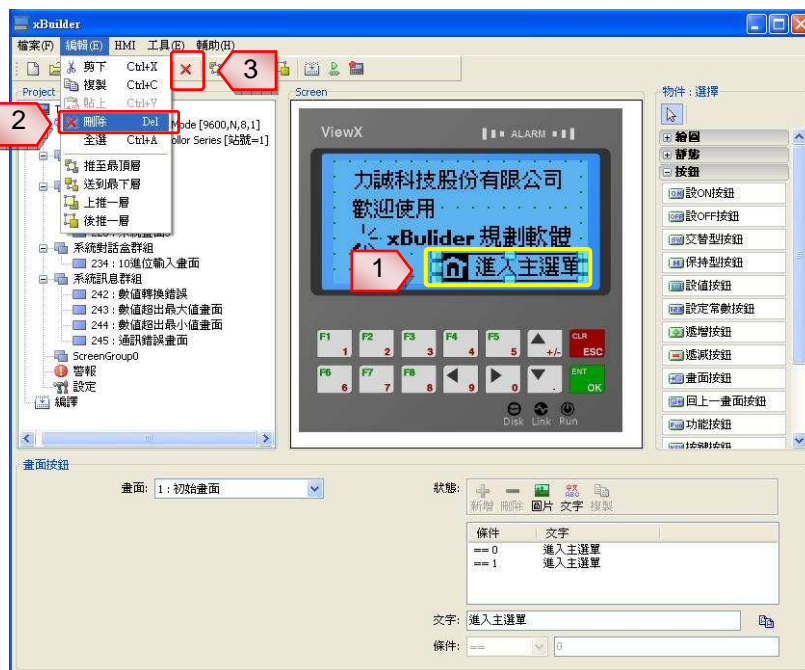 xBuilder
檔案(F) 編輯(E) HMI 工具(E) 輔助(H)
剪下 Ctrl+X
複製 Ctrl+C
貼上 Ctrl+V
刪除 Del
全選 Ctrl+A
推至最頂層
送到最下層
上推一層
後推一層
3
2
1
Project
Mode [9600,N,8,1]
ollor Series [站號=1]
系統對話盒群組
234 : 10進位輸入畫面
系統訊息群組
242 : 數值轉換錯誤
243 : 數值超出最大值畫面
244 : 數值超出最小值畫面
245 : 通訊錯誤畫面
ScreenGroup0
警報
設定
編譯
Screen
ViewX
ALARM
力誠科技股份有限公司
歡迎使用
xBulider 規劃軟體
進入主選單
F1 1 F2 2 F3 3 F4 4 F5 5 +/- CLR ESC
F6 6 F7 7 F8 8 9 0 . ENT OK
Disk Link Run
物件 : 選擇
繪圖
靜態
按鈕
設ON按鈕
設OFF按鈕
交替型按鈕
保持型按鈕
設值按鈕
設定常數按鈕
遞增按鈕
遞減按鈕
畫面按鈕
回上一畫面按鈕
功能按鈕
畫面按鈕
畫面: 1 : 初始畫面
狀態:
新增 刪除 圖片 文字 複製
條件 文字
== 0 進入主選單
== 1 進入主選單
文字: 進入主選單
條件: == 0